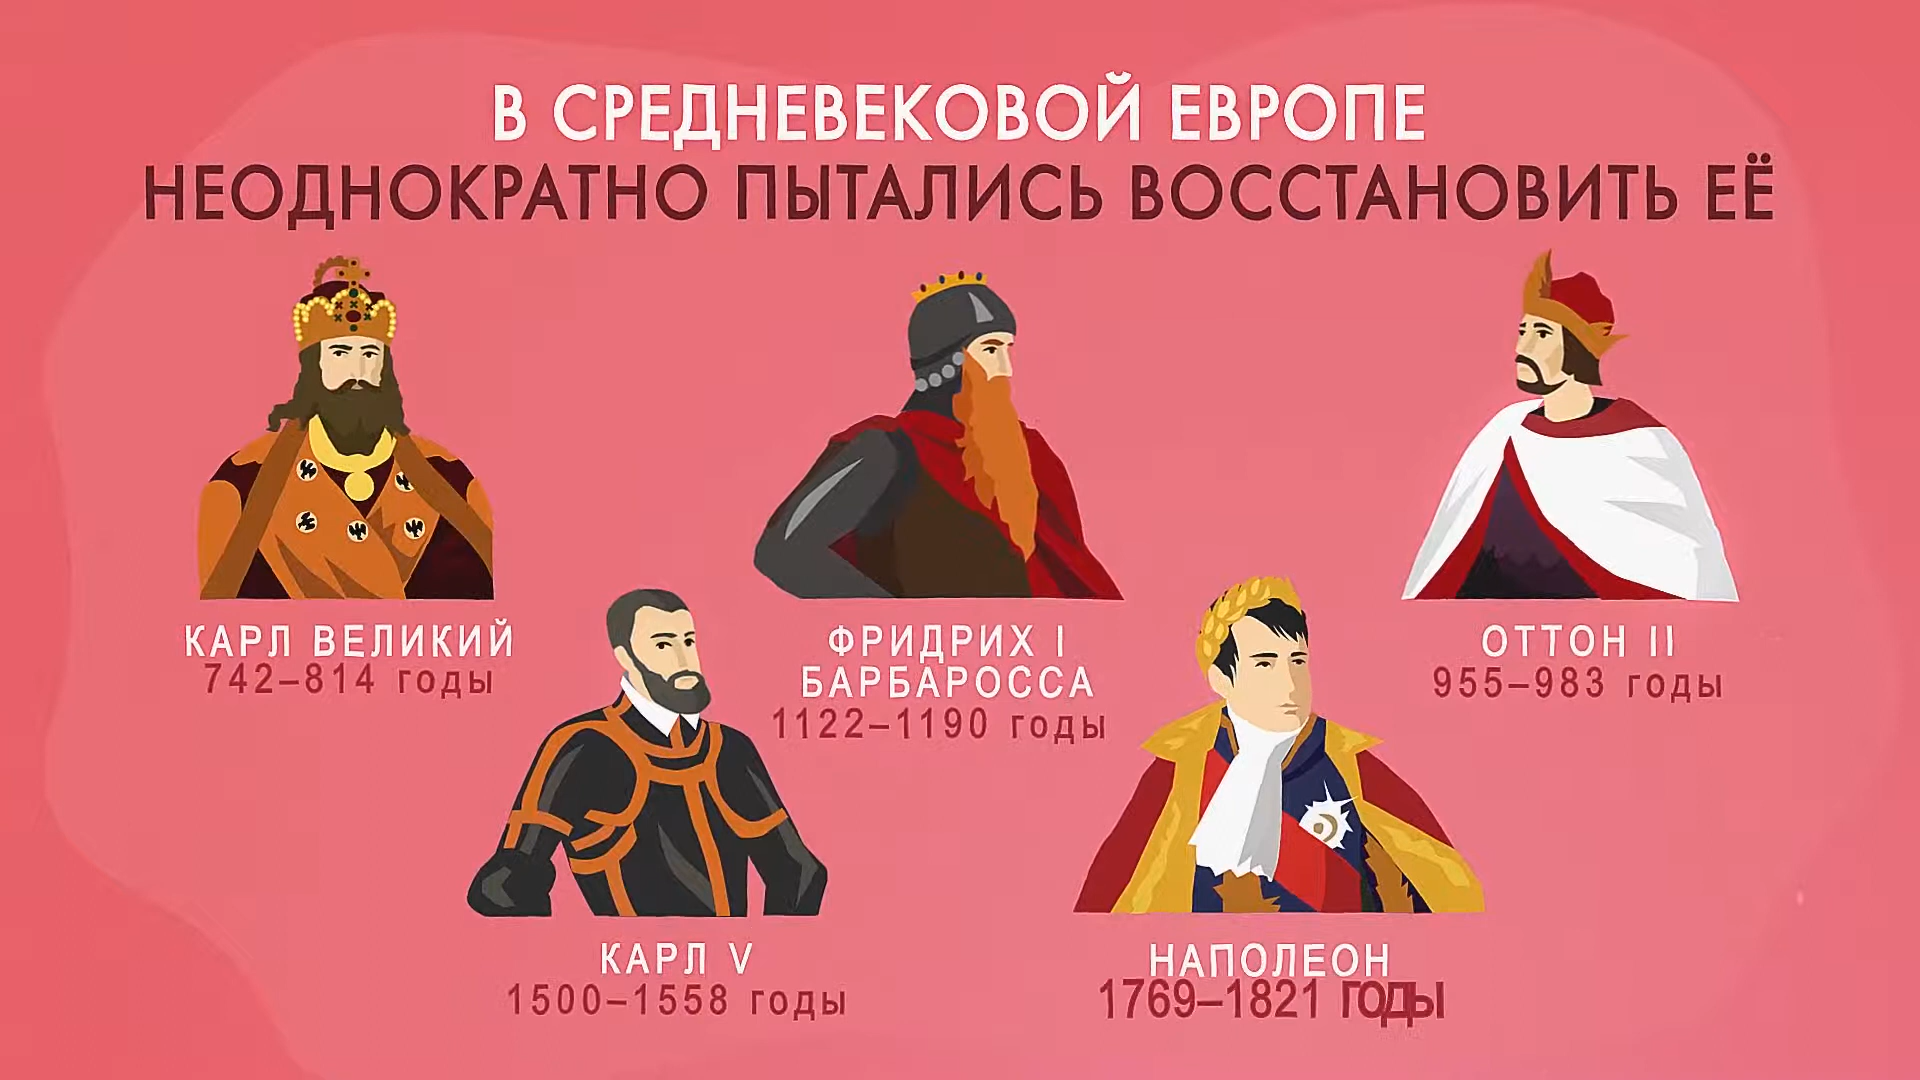 В СРЕДНЕВЕКОВОЙ ЕВРОПЕ
НЕОДНОКРАТНО ПЫТАЛИСЬ ВОССТАНОВИТЬ ЕЁ
КАРЛ ВЕЛИКИЙ
742–814 годы
ФРИДРИХ I
БАРБАРОССА
1122–1190 годы
ОТТОН II
955–983 годы
КАРЛ V
1500–1558 годы
НАПОЛЕОН
1769–1821 ГОДЫ